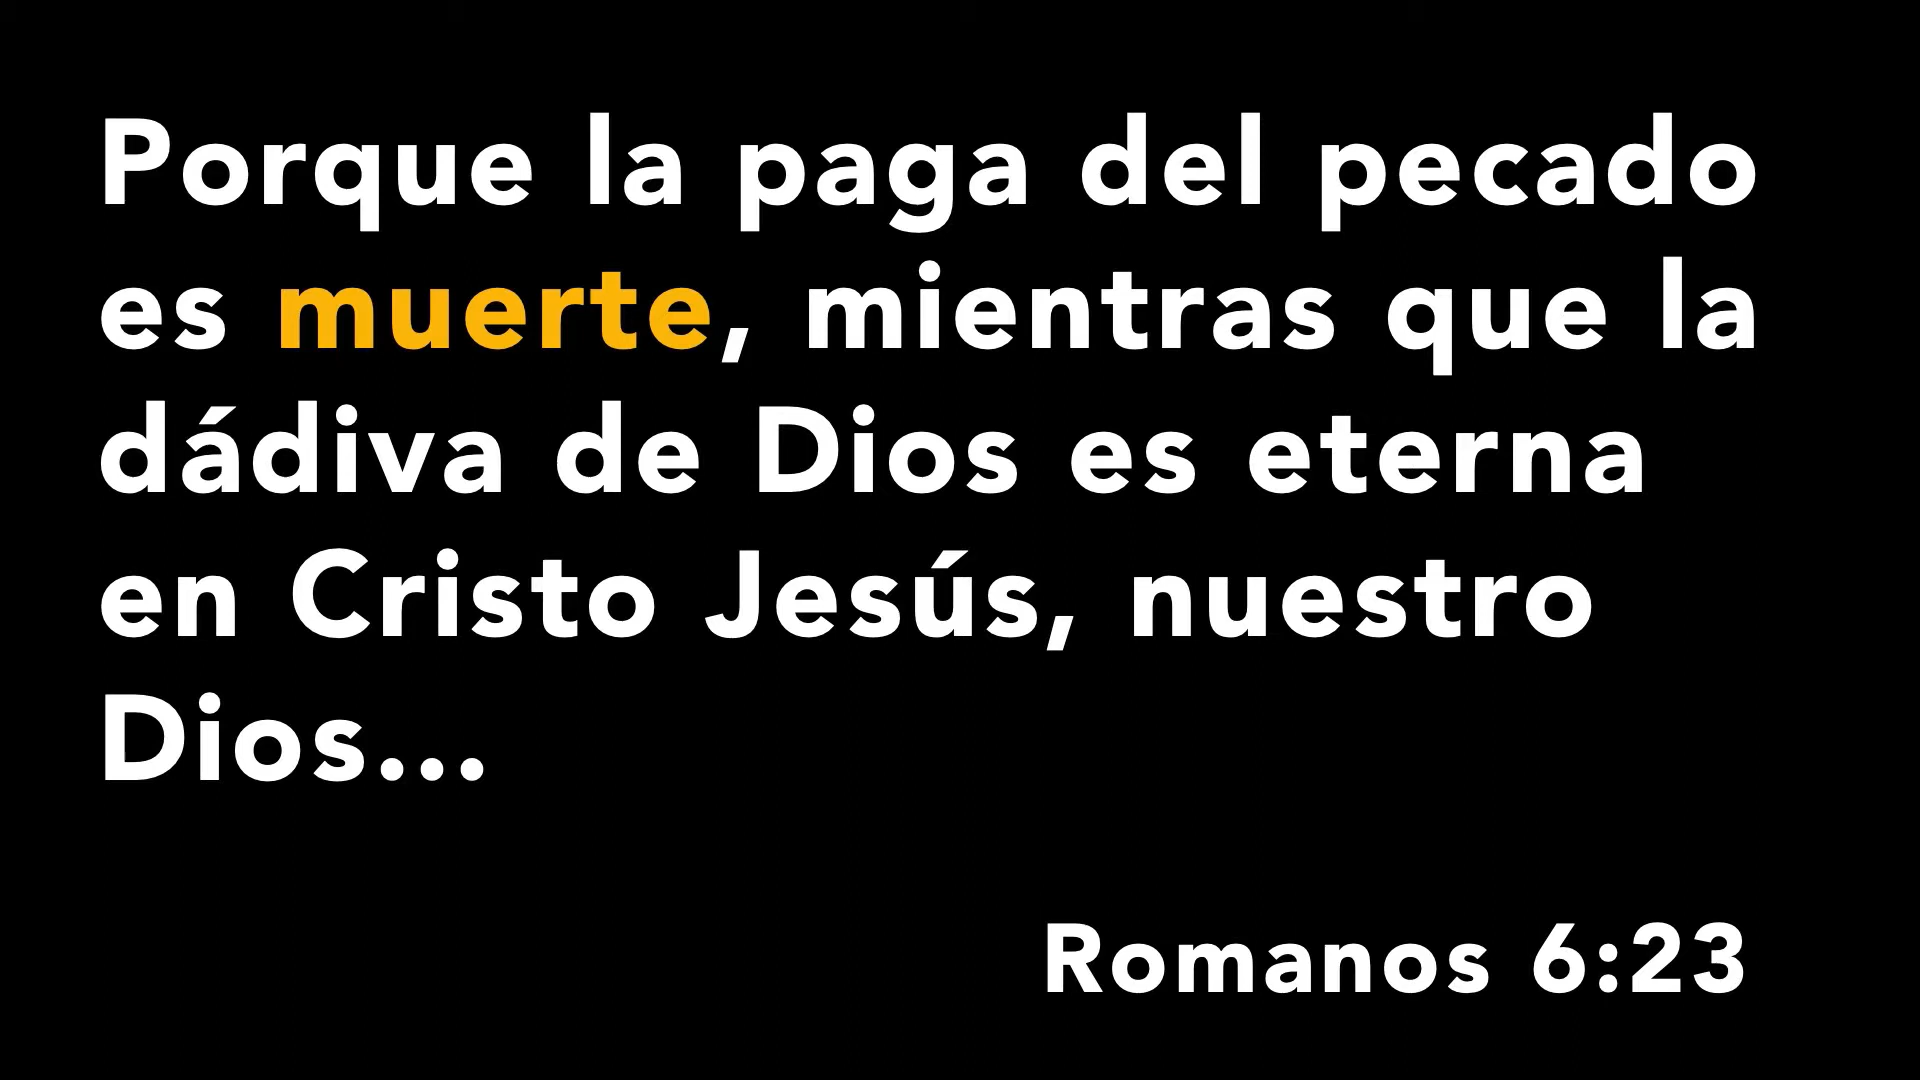 Porque la paga del pecado
es muerte, mientras que la
dádiva de Dios es eterna
en Cristo Jesús, nuestro
Dios...
Romanos 6:23